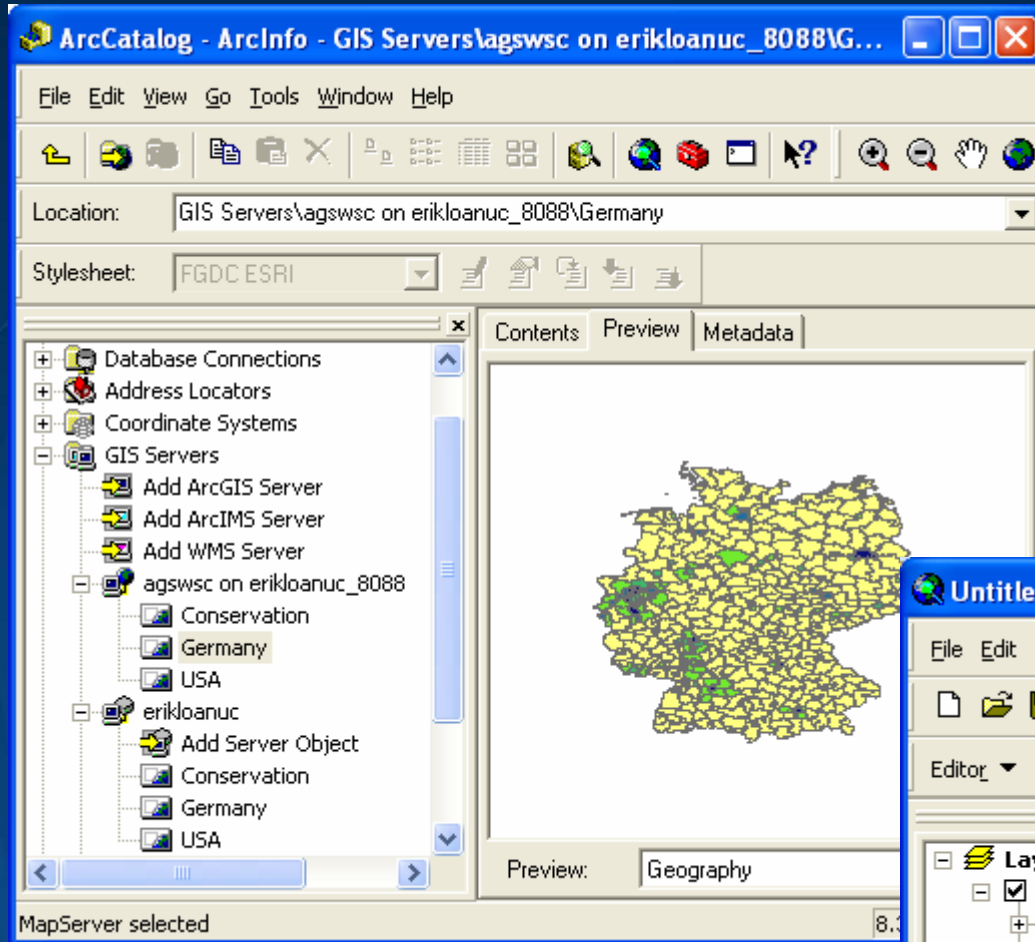 ArcCatalog - ArcInfo - GIS Servers\agswsc on erikloanuc_8088\G...
File Edit View Go Tools Window Help
Location: GIS Servers\agswsc on erikloanuc_8088\Germany
Stylesheet: FGDC ESRI
Contents Preview Metadata
Database Connections
Address Locators
Coordinate Systems
GIS Servers
Add ArcGIS Server
Add ArcIMS Server
Add WMS Server
agswsc on erikloanuc_8088
Conservation
Germany
USA
erikloanuc
Add Server Object
Conservation
Germany
USA
Preview: Geography
MapServer selected
8.
Untitle
File Edit
Editor
Lay